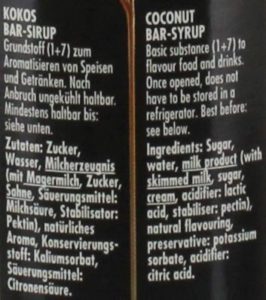 KOKOS
BAR-SIRUP
Grundstoff (1+7) zum
Aromatisieren von Speisen
und Getränken. Nach
Anbruch ungekühlt haltbar.
Mindestens haltbar bis:
siehe unten.
Zutaten: Zucker,
Wasser, Milcherzeugnis
(mit Magermilch, Zucker,
Sahne, Säuerungsmittel:
Milchsäure, Stabilisator:
Pektin), natürliches
Aroma, Konservierungs-
stoff: Kaliumsorbat,
Säuerungsmittel:
Citronensäure.
COCONUT
BAR-SYRUP
Basic substance (1+7) to
flavour food and drinks.
Once opened, does not
have to be stored in a
refrigerator. Best before:
see below.
Ingredients: Sugar,
water, milk product (with
skimmed milk, sugar,
cream, acidifier: lactic
acid, stabiliser: pectin),
natural flavouring,
preservative: potassium
sorbate, acidifier:
citric acid.